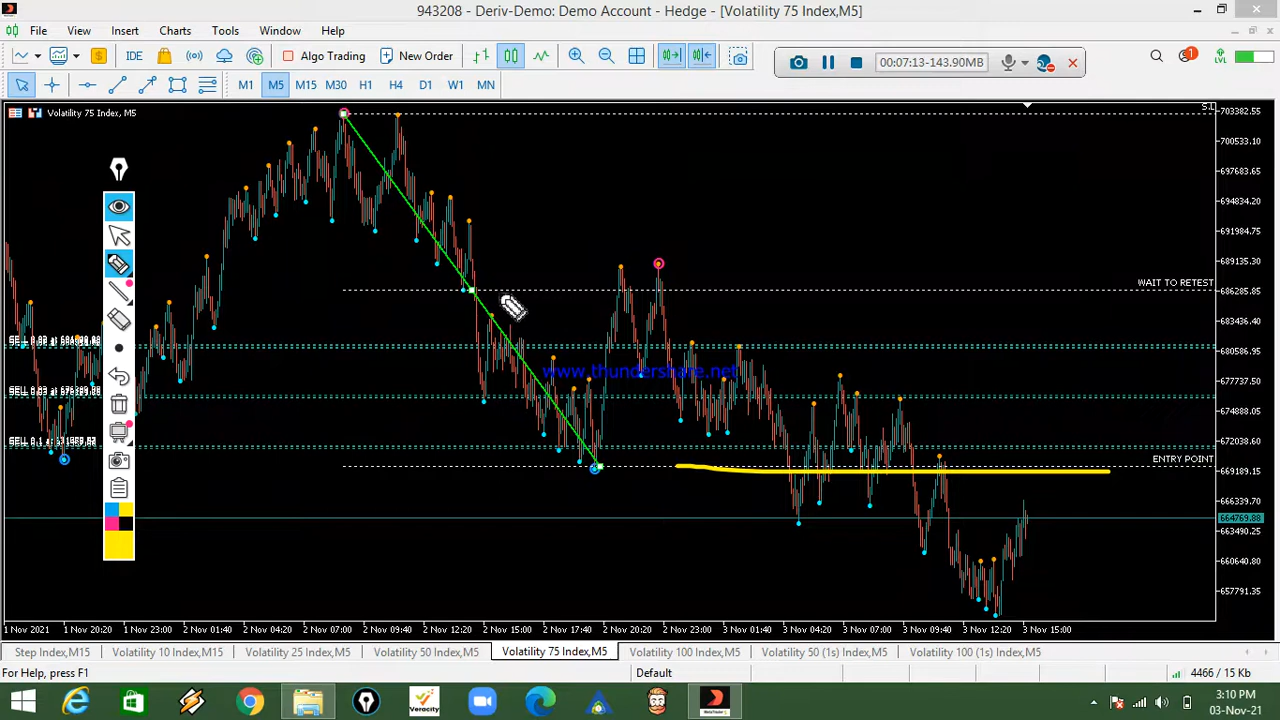 943208 - Deriv-Demo: Demo Account - Hedge - [Volatility 75 Index,M5]
File View Insert Charts Tools Window Help
IDE Algo Trading New Order 00:07:13-143.90MB 1 LVL
M1 M5 M15 M30 H1 H4 D1 W1 MN
Volatility 75 Index, M5
703382.55
700533.10
697683.65
694834.20
691984.75
689135.30
WAIT TO RETEST
686285.85
683436.40
680586.95
www.thundershare.net
677737.50
674888.05
672038.60
ENTRY POINT
669189.15
666339.70
664769.88
663490.25
660640.80
657791.35
1 Nov 2021 1 Nov 20:20 1 Nov 23:00 2 Nov 01:40 2 Nov 04:20 2 Nov 07:00 2 Nov 09:40 2 Nov 12:20 2 Nov 15:00 2 Nov 17:40 2 Nov 20:20 2 Nov 23:00 3 Nov 01:40 3 Nov 04:20 3 Nov 07:00 3 Nov 09:40 3 Nov 12:20 3 Nov 15:00
Step Index,M15 Volatility 10 Index,M15 Volatility 25 Index,M5 Volatility 50 Index,M5 Volatility 75 Index,M5 Volatility 100 Index,M5 Volatility 50 (1s) Index,M5 Volatility 100 (1s) Index,M5
For Help, press F1 Default 4466 / 15 Kb
Verocity
3:10 PM
03-Nov-21